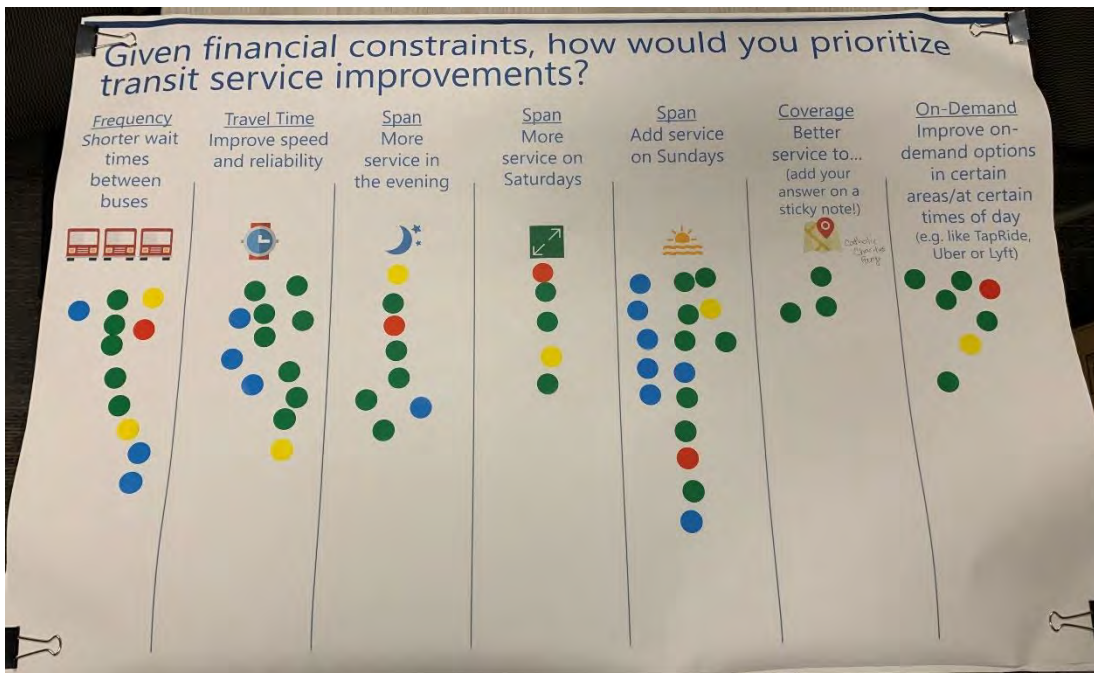 Given financial constraints, how would you prioritize
transit service improvements?
Frequency
Shorter wait
times
between
buses
Travel Time
Improve speed
and reliability
Span
More
service in
the evening
Span
More
service on
Saturdays
Span
Add service
on Sundays
Coverage
Better
service to...
(add your
answer on a
sticky note!)
Catholic
Charities
On-Demand
Improve on-
demand options
in certain
areas/at certain
times of day
(e.g. like TapRide,
Uber or Lyft)